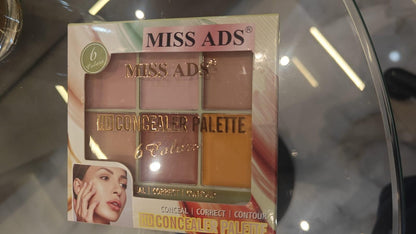 MISS ADS®
6
MISS ADS
HD CONCEALER PALETTE
6 Colors
CONCEAL | CORRECT | CONTOUR
HD CONCEALER PALETTE